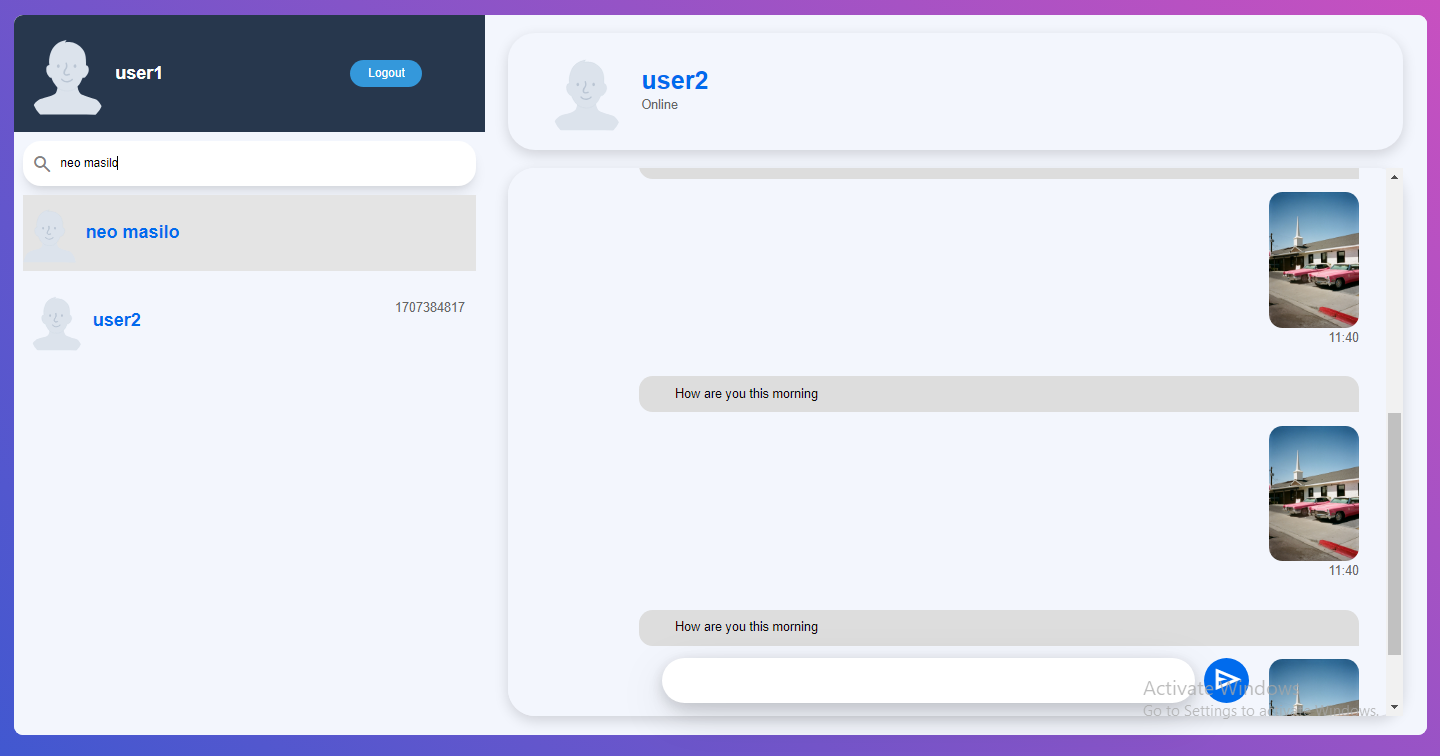 user1
Logout
neo masilo
neo masilo
user2
1707384817
user2
Online
11:40
How are you this morning
11:40
How are you this morning
Activate Windows
Go to Settings to activate Windows.